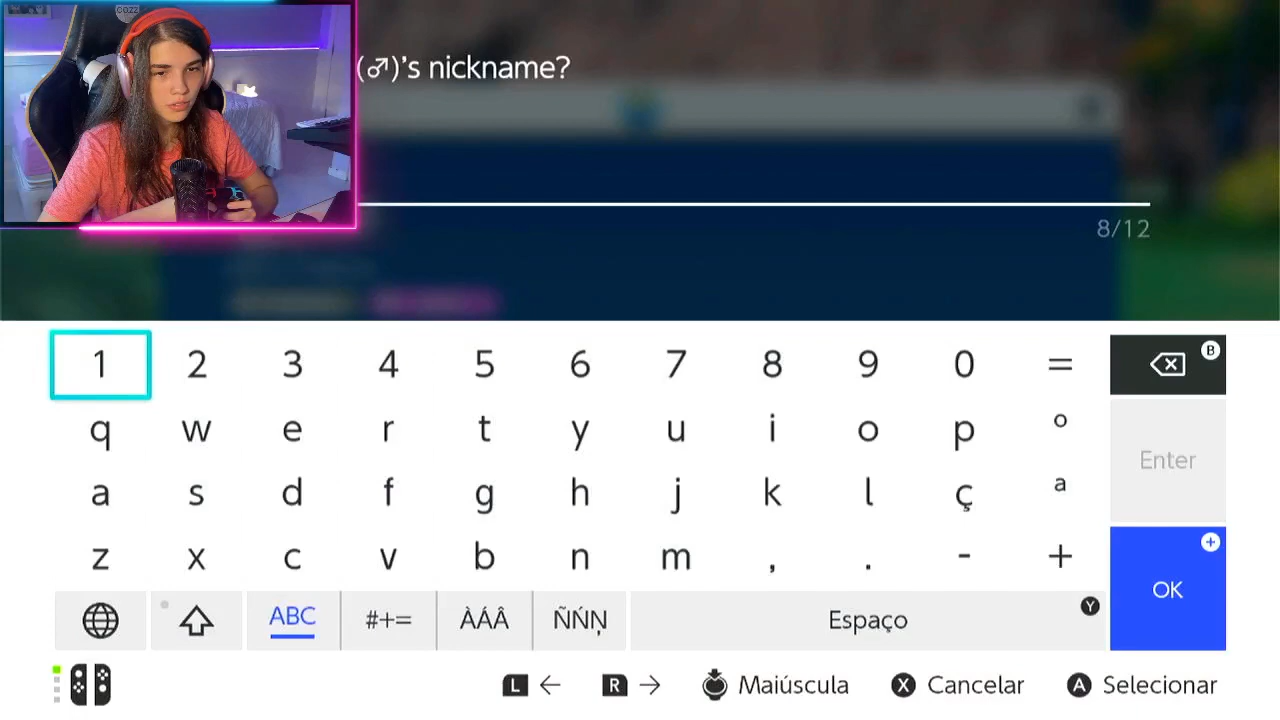 (♂)'s nickname?
8/12
1 2 3 4 5 6 7 8 9 0 =
B
q w e r t y u i o p º
Enter
a s d f g h j k l ç ª
z x c v b n m , . - +
+
OK
ABC #+= ÀÁÂ ÑŃŅ Espaço Y
L ← R → Maiúscula X Cancelar A Selecionar